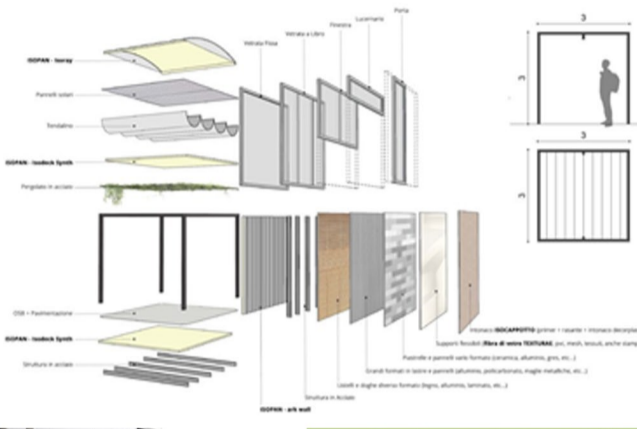 Porta
Lucernario
Finestra
Vetrata a Libro
Vetrata Fissa
ISOPAN - Isoray
Pannelli solari
Tendalino
ISOPAN - Isodeck Synth
Pergolato in acciaio
3
3
3
3
OSB + Pavimentazione
ISOPAN - Isodeck Synth
Struttura in acciaio
Intonaco ISOCAPPOTTO (primer + rasante + intonaco decorativo
Supporti flessibili (fibra di vetro TEXTURAE, pvc, mesh, tessuti, anche stamp
Piastrelle e pannelli vario formato (ceramica, alluminio, gres, etc...)
Grandi formati in lastre e pannelli (alluminio, policarbonato, maglie metalliche, etc...)
Listelli e doghe diverso formato (legno, alluminio, laminato, etc...)
Struttura in Acciaio
ISOPAN - ark wall